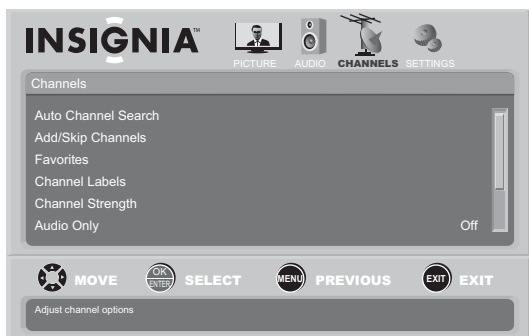 INSIGNIA™
PICTURE AUDIO CHANNELS SETTINGS
Channels
Auto Channel Search
Add/Skip Channels
Favorites
Channel Labels
Channel Strength
Audio Only Off
MOVE OK ENTER SELECT MENU PREVIOUS EXIT EXIT
Adjust channel options